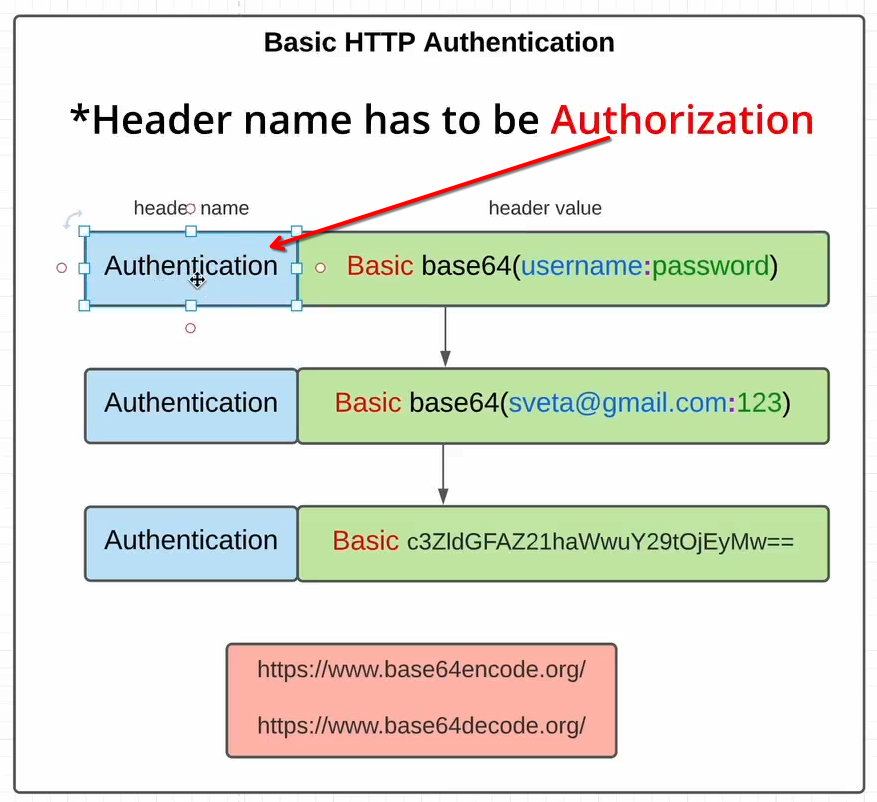 Basic HTTP Authentication
*Header name has to be Authorization
header name header value
Authentication Basic base64(username:password)
Authentication Basic base64(sveta@gmail.com:123)
Authentication Basic c3ZldGFAZ21haWwuY29tOjEyMw==
https://www.base64encode.org/
https://www.base64decode.org/